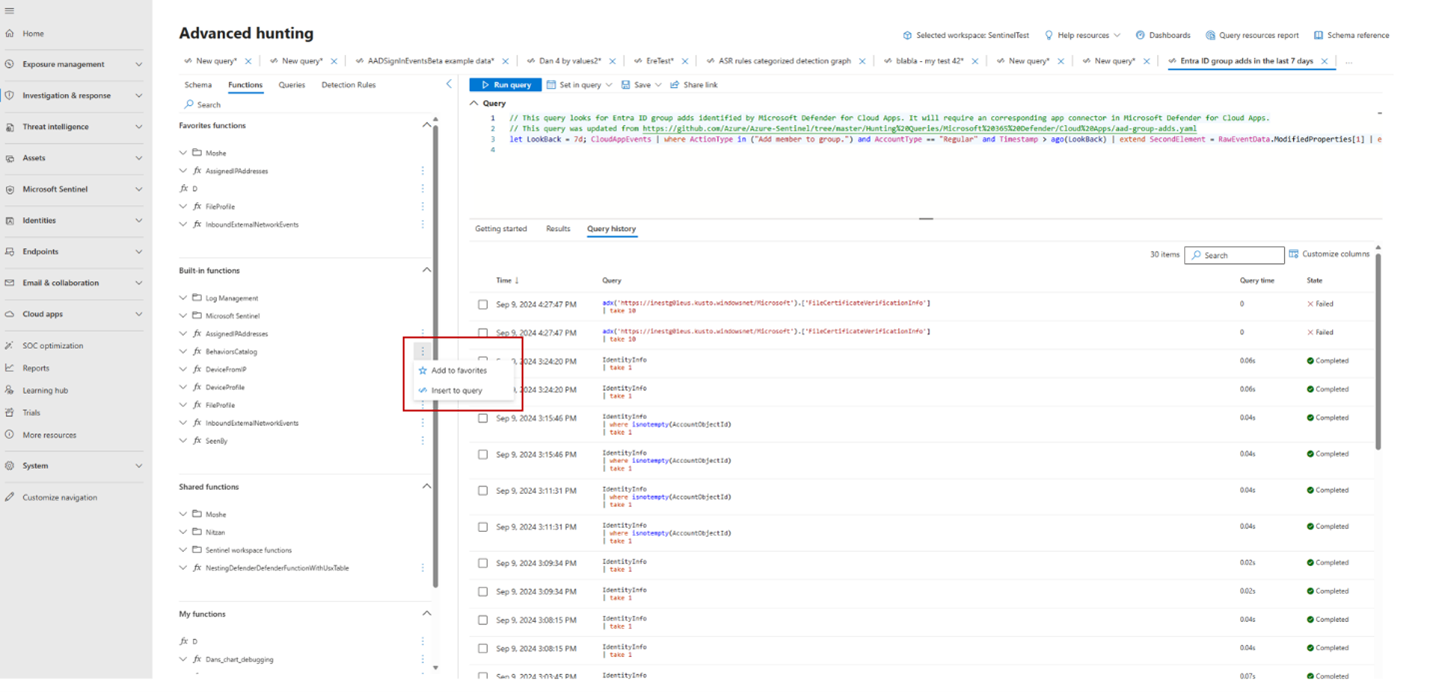 Home
Exposure management
Investigation & response
Threat intelligence
Assets
Microsoft Sentinel
Identities
Endpoints
Email & collaboration
Cloud apps
SOC optimization
Reports
Learning hub
Trials
More resources
System
Customize navigation
Advanced hunting
Selected workspace: SentinelTest
Help resources
Dashboards
Query resources report
Schema reference
New query*
New query*
AADSignInEventsBeta example data*
Dan 4 by values2*
EreTest*
ASR rules categorized detection graph
blabla - my test 42*
New query*
New query*
Entra ID group adds in the last 7 days
...
Schema
Functions
Queries
Detection Rules
Search
Favorites functions
Moshe
fx AssignedIPAddresses
fx D
fx FileProfile
fx InboundExternalNetworkEvents
Built-in functions
Log Management
Microsoft Sentinel
fx AssignedIPAddresses
fx BehaviorsCatalog
fx DeviceFromIP
fx DeviceProfile
fx FileProfile
fx InboundExternalNetworkEvents
fx SeenBy
Add to favorites
Insert to query
Shared functions
Moshe
Nitzan
Sentinel workspace functions
fx NestingDefenderDefenderFunctionWithUsxTable
My functions
fx D
fx Dans_chart_debugging
Run query
Set in query
Save
Share link
Query
1 // This query looks for Entra ID group adds identified by Microsoft Defender for Cloud Apps. It will require an corresponding app connector in Microsoft Defender for Cloud Apps.
2 // This query was updated from https://github.com/Azure/Azure-Sentinel/tree/master/Hunting%20Queries/Microsoft%20365%20Defender/Cloud%20Apps/aad-group-adds.yaml
3 let LookBack = 7d; CloudAppEvents | where ActionType in ("Add member to group.") and AccountType == "Regular" and Timestamp > ago(LookBack) | extend SecondElement = RawEventData.ModifiedProperties[1] | e
4
Getting started
Results
Query history
30 items
Search
Customize columns
Time ↓ Query Query time State
Sep 9, 2024 4:27:47 PM adx('https://inestg01eus.kusto.windowsnet/Microsoft').['FileCertificateVerificationInfo'] 0 Failed
| take 10
Sep 9, 2024 4:27:47 PM adx('https://inestg01eus.kusto.windowsnet/Microsoft').['FileCertificateVerificationInfo'] 0 Failed
| take 10
2024 3:24:20 PM IdentityInfo 0.06s Completed
| take 1
2024 3:24:20 PM IdentityInfo 0.06s Completed
| take 1
Sep 9, 2024 3:15:46 PM IdentityInfo 0.04s Completed
| where isnotempty(AccountObjectId)
| take 1
Sep 9, 2024 3:15:46 PM IdentityInfo 0.04s Completed
| where isnotempty(AccountObjectId)
| take 1
Sep 9, 2024 3:11:31 PM IdentityInfo 0.04s Completed
| where isnotempty(AccountObjectId)
| take 1
Sep 9, 2024 3:11:31 PM IdentityInfo 0.04s Completed
| where isnotempty(AccountObjectId)
| take 1
Sep 9, 2024 3:09:34 PM IdentityInfo 0.02s Completed
| take 1
Sep 9, 2024 3:09:34 PM IdentityInfo 0.02s Completed
| take 1
Sep 9, 2024 3:08:15 PM IdentityInfo 0.04s Completed
| take 1
Sep 9, 2024 3:08:15 PM IdentityInfo 0.04s Completed
| take 1
Sep 9, 2024 3:03:45 PM IdentityInfo 0.07s Completed